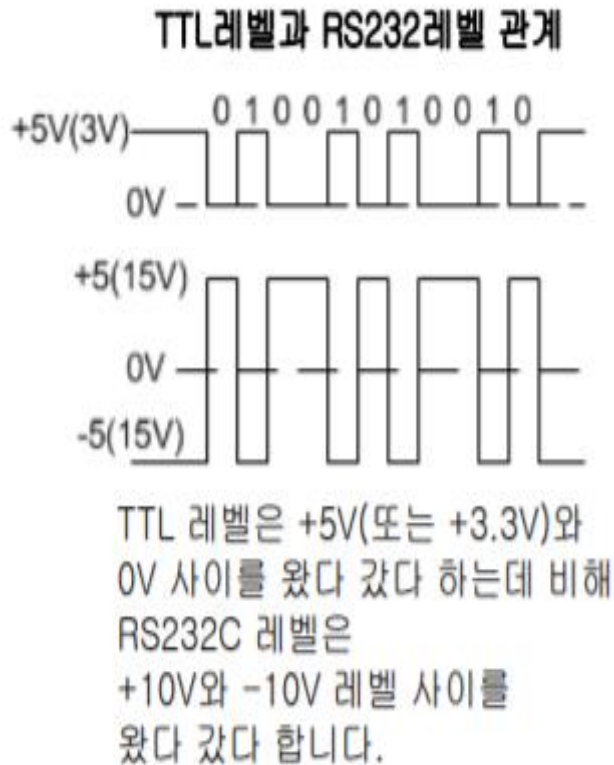 TTL레벨과 RS232레벨 관계
0 1 0 0 1 0 1 0 0 1 0
+5V(3V)
0V
+5(15V)
0V
-5(15V)
TTL 레벨은 +5V(또는 +3.3V)와
0V 사이를 왔다 갔다 하는데 비해
RS232C 레벨은
+10V와 -10V 레벨 사이를
왔다 갔다 합니다.